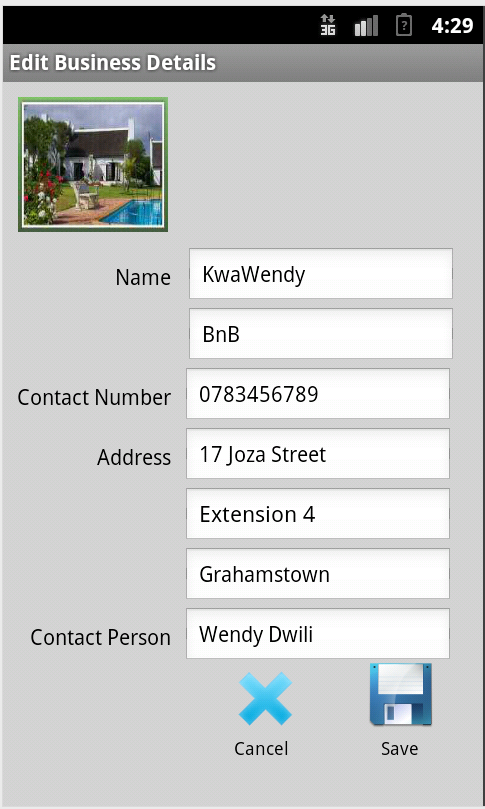 3G 4:29
Edit Business Details
Name KwaWendy
BnB
Contact Number 0783456789
Address 17 Joza Street
Extension 4
Grahamstown
Contact Person Wendy Dwili
Cancel Save